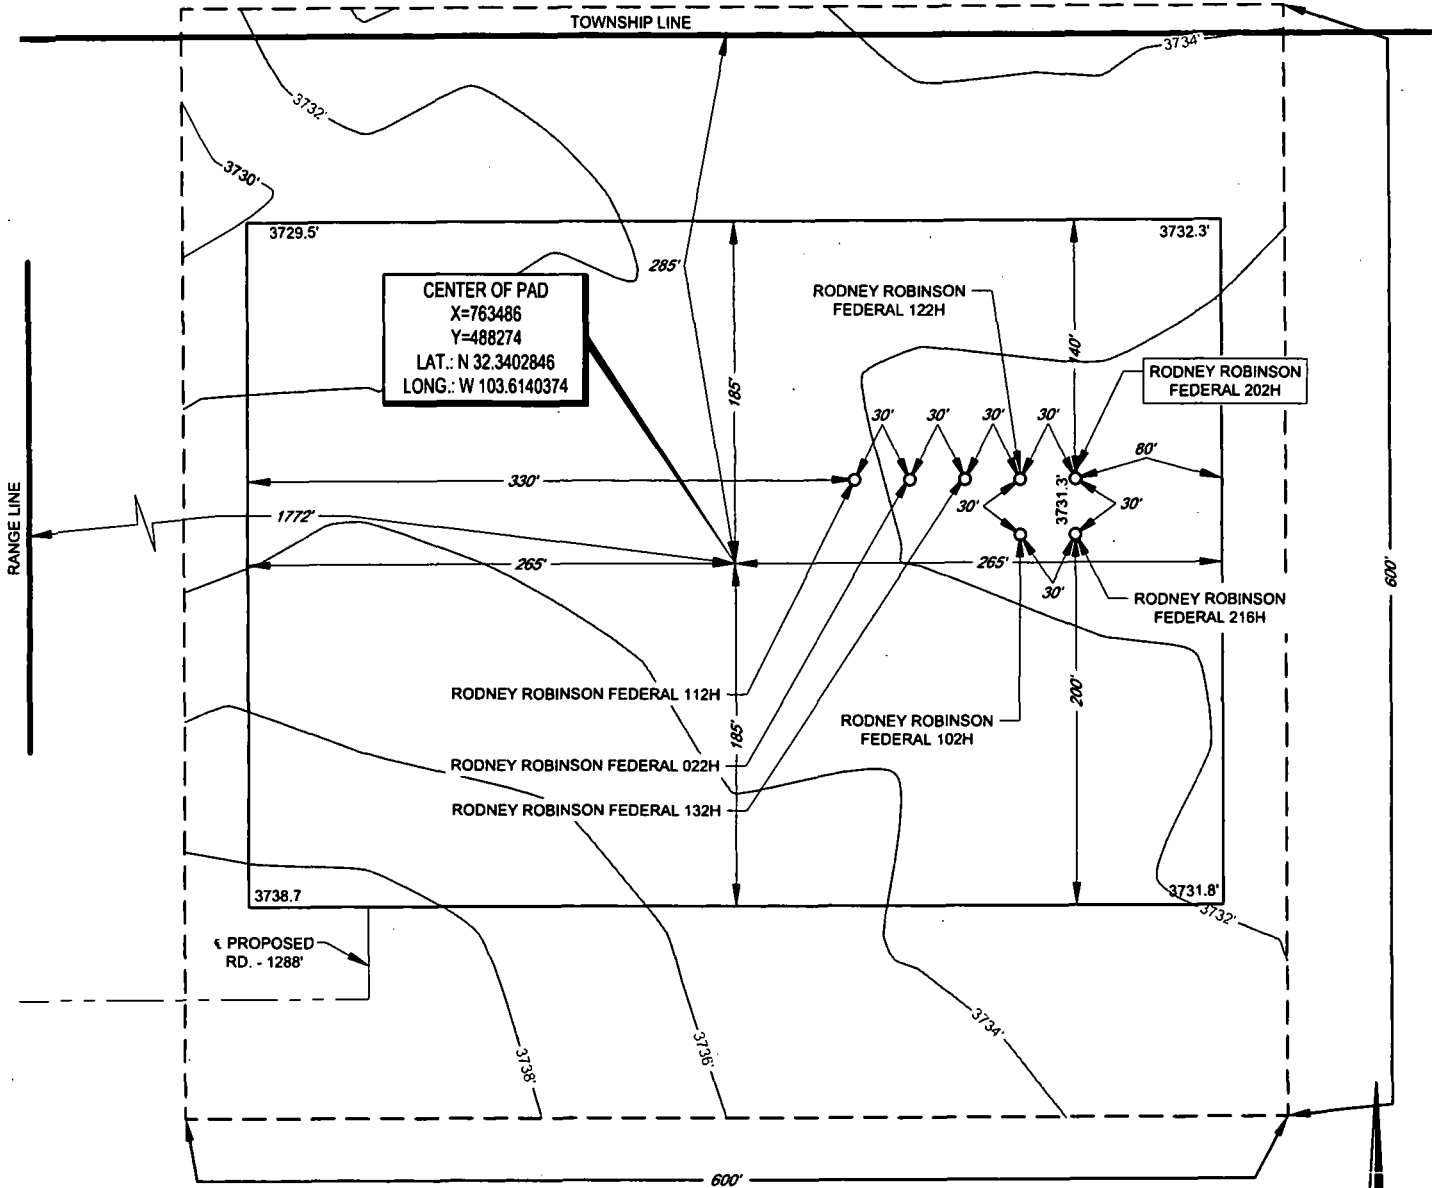 TOWNSHIP LINE
3734'
3732'
3730'
3729.5'
3732.3'
285'
CENTER OF PAD
X=763486
Y=488274
LAT.: N 32.3402846
LONG.: W 103.6140374
RODNEY ROBINSON
FEDERAL 122H
140'
RODNEY ROBINSON
FEDERAL 202H
185'
30'
30'
30'
30'
80'
330'
3731.3'
30'
30'
RANGE LINE
1772'
265'
265'
30'
600'
RODNEY ROBINSON
FEDERAL 216H
RODNEY ROBINSON FEDERAL 112H
200'
RODNEY ROBINSON
FEDERAL 102H
185'
RODNEY ROBINSON FEDERAL 022H
RODNEY ROBINSON FEDERAL 132H
3738.7
3731.8'
3732'
℄ PROPOSED
RD. - 1288'
3734'
3736'
3738'
600'